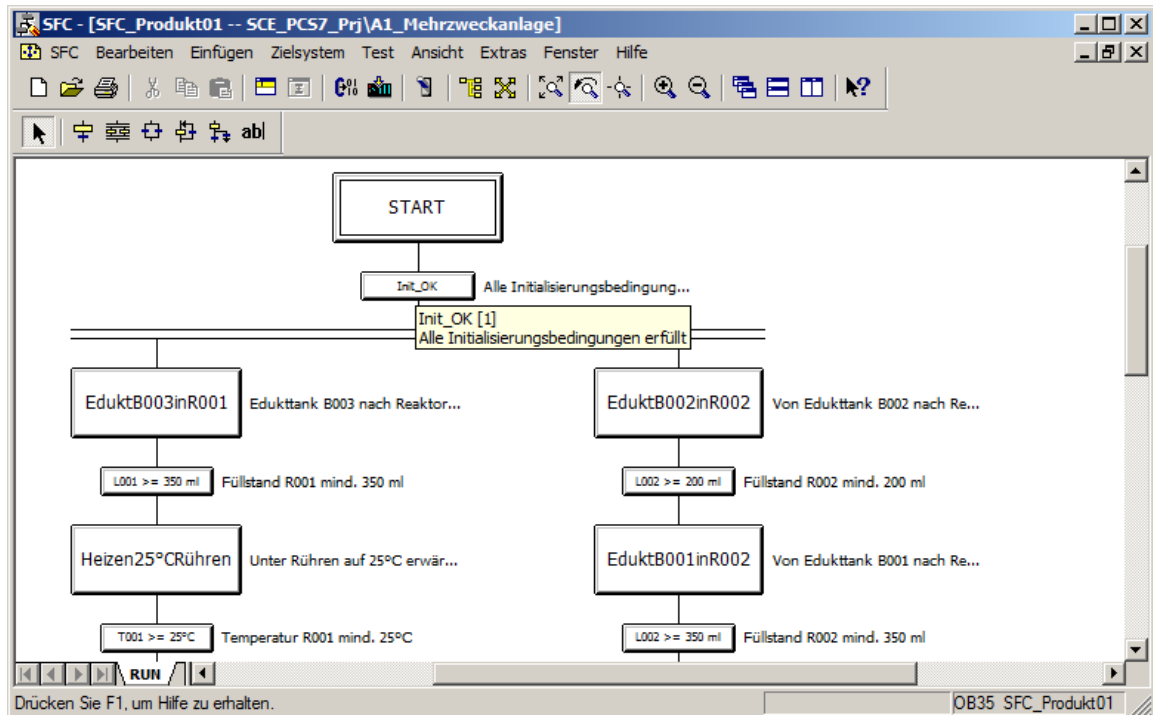 SFC - [SFC_Produkt01 -- SCE_PCS7_Prj\A1_Mehrzweckanlage]
SFC Bearbeiten Einfügen Zielsystem Test Ansicht Extras Fenster Hilfe
abl
START
Init_OK Alle Initialisierungsbedingung...
Init_OK [1]
Alle Initialisierungsbedingungen erfüllt
EduktB003inR001 Edukttank B003 nach Reaktor... EduktB002inR002 Von Edukttank B002 nach Re...
L001 >= 350 ml Füllstand R001 mind. 350 ml L002 >= 200 ml Füllstand R002 mind. 200 ml
Heizen25°CRühren Unter Rühren auf 25°C erwär... EduktB001inR002 Von Edukttank B001 nach Re...
T001 >= 25°C Temperatur R001 mind. 25°C L002 >= 350 ml Füllstand R002 mind. 350 ml
RUN
Drücken Sie F1, um Hilfe zu erhalten. OB35 SFC_Produkt01